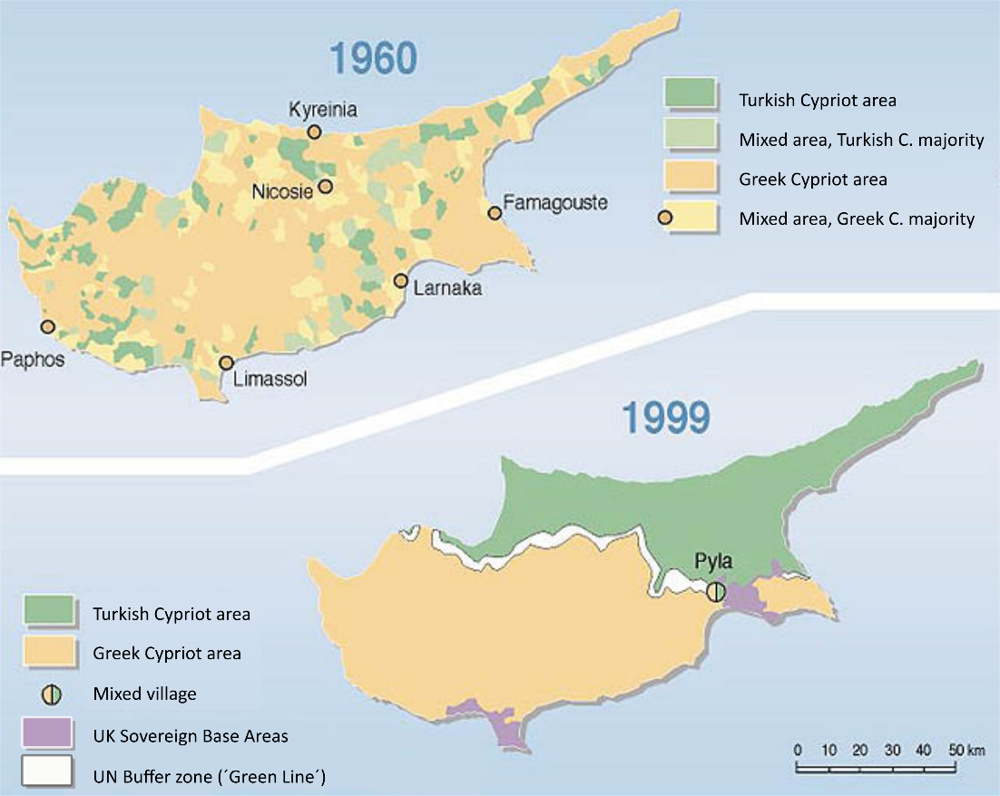 1960
Kyreinia
Nicosie
Famagouste
Larnaka
Paphos
Limassol
Turkish Cypriot area
Mixed area, Turkish C. majority
Greek Cypriot area
Mixed area, Greek C. majority
1999
Pyla
Turkish Cypriot area
Greek Cypriot area
Mixed village
UK Sovereign Base Areas
UN Buffer zone (´Green Line´)
0 10 20 30 40 50 km